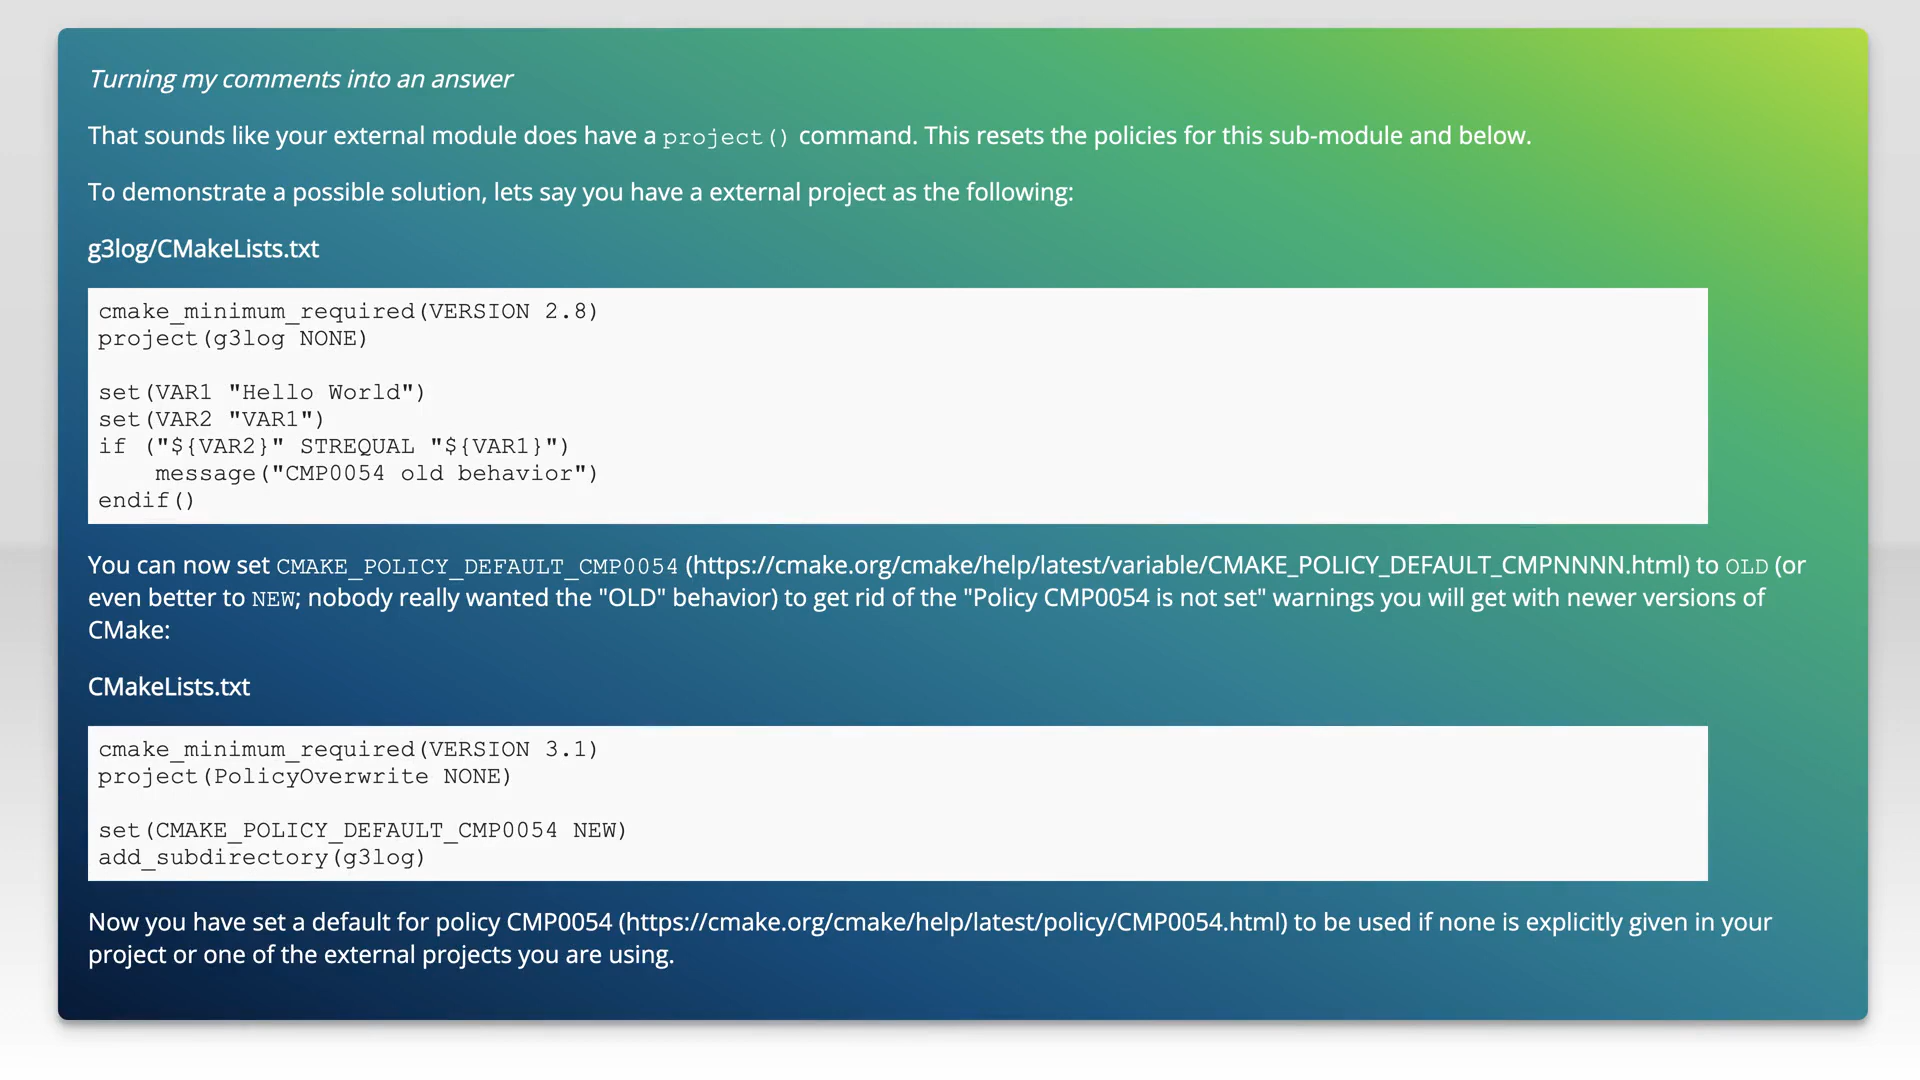 Turning my comments into an answer
That sounds like your external module does have a project() command. This resets the policies for this sub-module and below.
To demonstrate a possible solution, lets say you have a external project as the following:
g3log/CMakeLists.txt
cmake_minimum_required(VERSION 2.8)
project(g3log NONE)
set(VAR1 "Hello World")
set(VAR2 "VAR1")
if ("${VAR2}" STREQUAL "${VAR1}")
    message("CMP0054 old behavior")
endif()
You can now set CMAKE_POLICY_DEFAULT_CMP0054 (https://cmake.org/cmake/help/latest/variable/CMAKE_POLICY_DEFAULT_CMPNNNN.html) to OLD (or
even better to NEW; nobody really wanted the "OLD" behavior) to get rid of the "Policy CMP0054 is not set" warnings you will get with newer versions of
CMake:
CMakeLists.txt
cmake_minimum_required(VERSION 3.1)
project(PolicyOverwrite NONE)
set(CMAKE_POLICY_DEFAULT_CMP0054 NEW)
add_subdirectory(g3log)
Now you have set a default for policy CMP0054 (https://cmake.org/cmake/help/latest/policy/CMP0054.html) to be used if none is explicitly given in your
project or one of the external projects you are using.